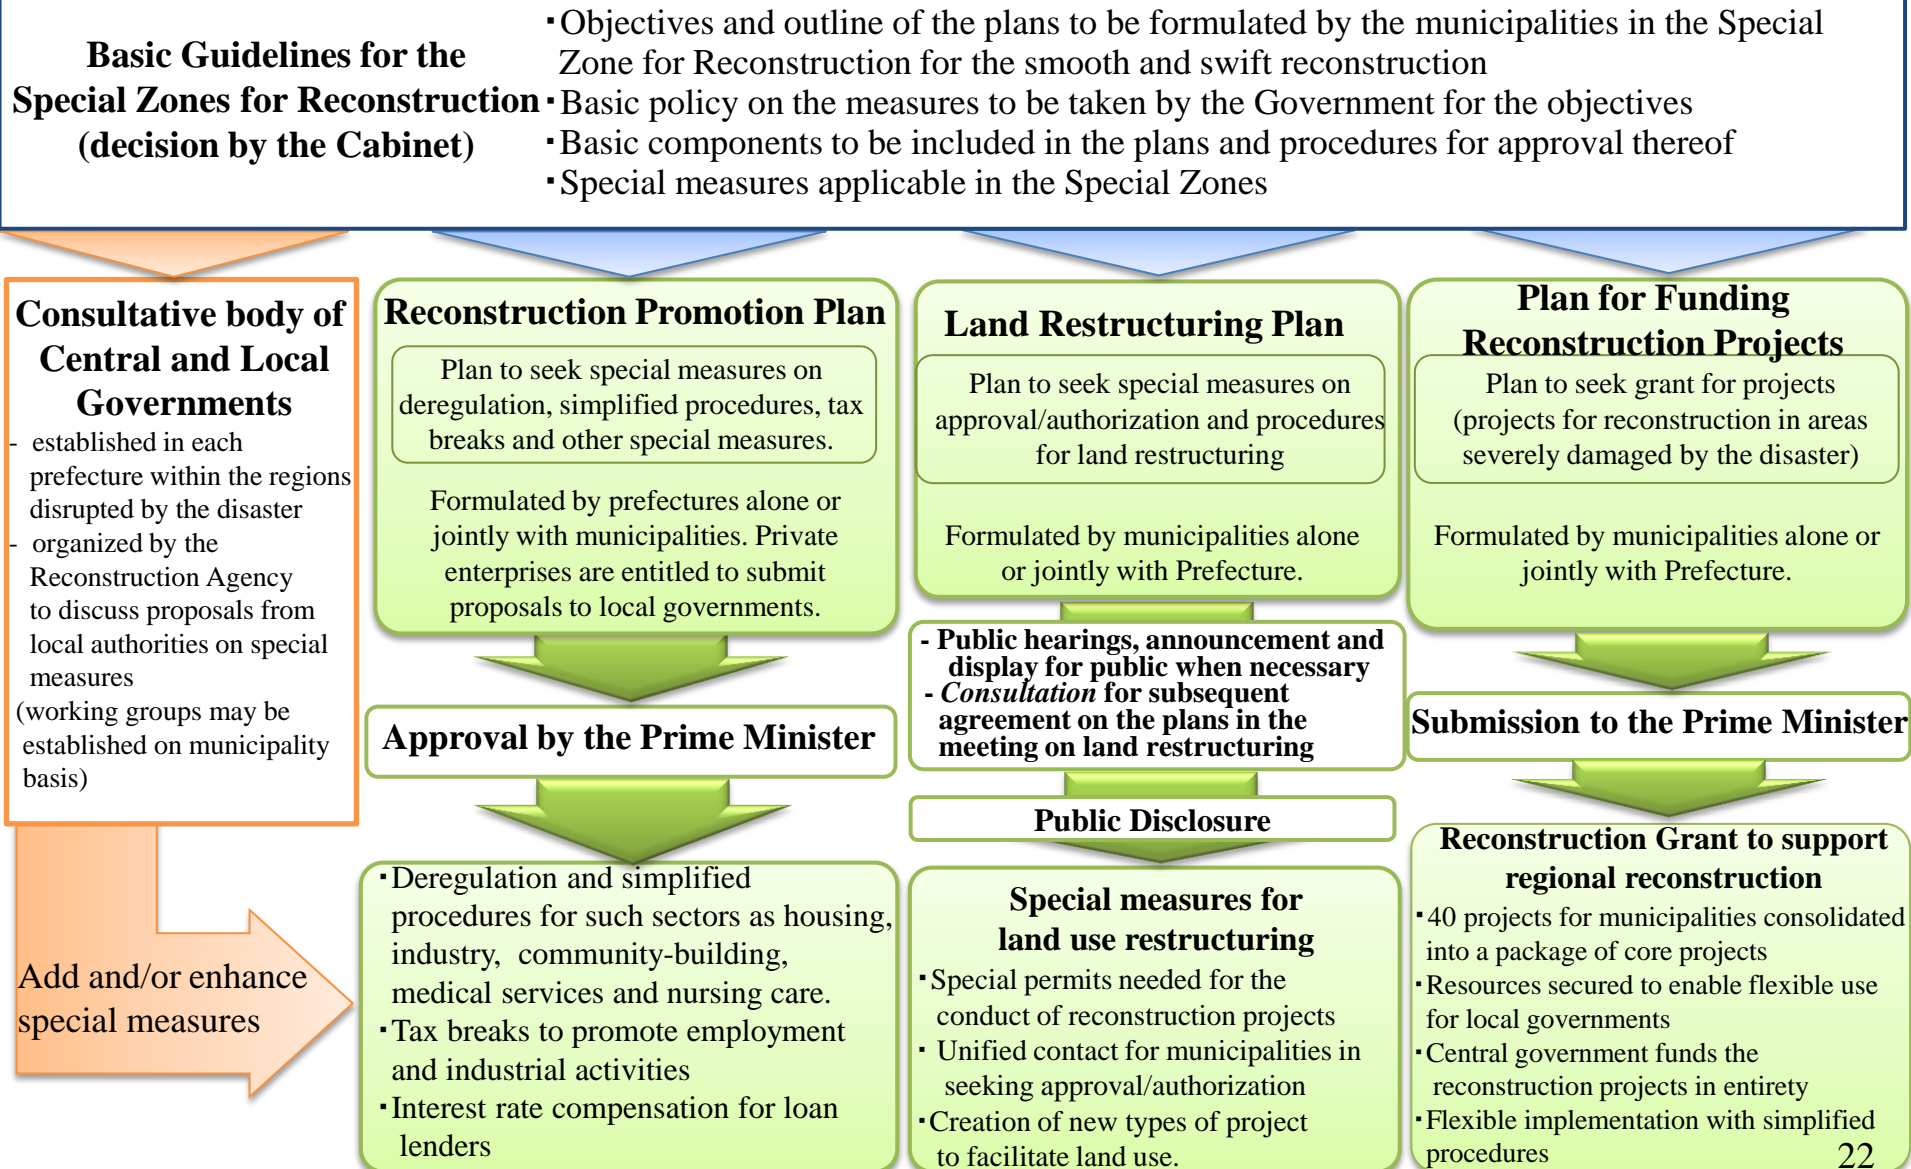 Basic Guidelines for the
Special Zones for Reconstruction
(decision by the Cabinet)
・Objectives and outline of the plans to be formulated by the municipalities in the Special
Zone for Reconstruction for the smooth and swift reconstruction
・Basic policy on the measures to be taken by the Government for the objectives
・Basic components to be included in the plans and procedures for approval thereof
・Special measures applicable in the Special Zones
Consultative body of
Central and Local
Governments
- established in each
prefecture within the regions
disrupted by the disaster
- organized by the
Reconstruction Agency
to discuss proposals from
local authorities on special
measures
(working groups may be
established on municipality
basis)
Add and/or enhance
special measures
Reconstruction Promotion Plan
Plan to seek special measures on
deregulation, simplified procedures, tax
breaks and other special measures.
Formulated by prefectures alone or
jointly with municipalities. Private
enterprises are entitled to submit
proposals to local governments.
Approval by the Prime Minister
・Deregulation and simplified
procedures for such sectors as housing,
industry, community-building,
medical services and nursing care.
・Tax breaks to promote employment
and industrial activities
・Interest rate compensation for loan
lenders
Land Restructuring Plan
Plan to seek special measures on
approval/authorization and procedures
for land restructuring
Formulated by municipalities alone
or jointly with Prefecture.
- Public hearings, announcement and
display for public when necessary
- Consultation for subsequent
agreement on the plans in the
meeting on land restructuring
Public Disclosure
Special measures for
land use restructuring
・Special permits needed for the
conduct of reconstruction projects
・ Unified contact for municipalities in
seeking approval/authorization
・Creation of new types of project
to facilitate land use.
Plan for Funding
Reconstruction Projects
Plan to seek grant for projects
(projects for reconstruction in areas
severely damaged by the disaster)
Formulated by municipalities alone or
jointly with Prefecture.
Submission to the Prime Minister
Reconstruction Grant to support
regional reconstruction
・40 projects for municipalities consolidated
into a package of core projects
・Resources secured to enable flexible use
for local governments
・Central government funds the
reconstruction projects in entirety
・Flexible implementation with simplified
procedures
22